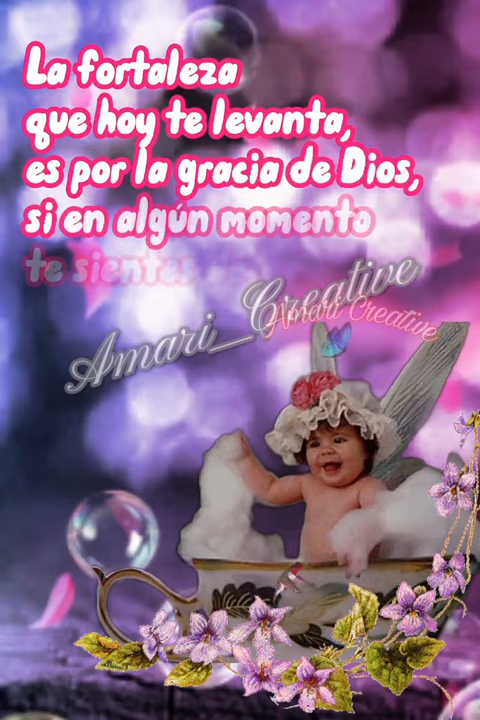 La fortaleza
que hoy te levanta,
es por la gracia de Dios,
si en algún momento
te sientes
Amari_Creative
Amari Creative